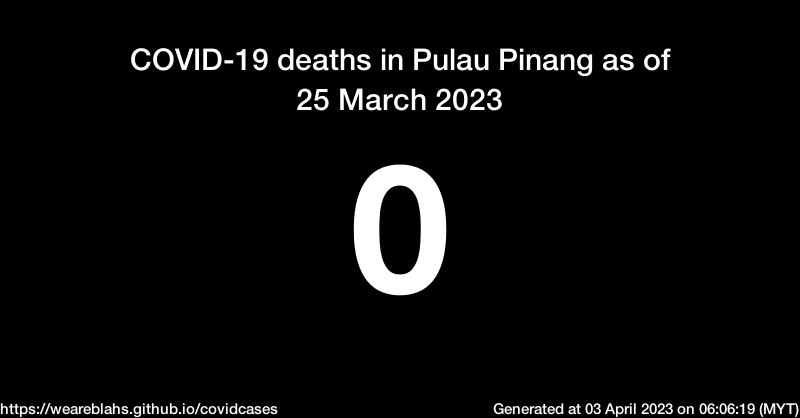 COVID-19 deaths in Pulau Pinang as of
25 March 2023
0
https://weareblahs.github.io/covidcases
Generated at 03 April 2023 on 06:06:19 (MYT)